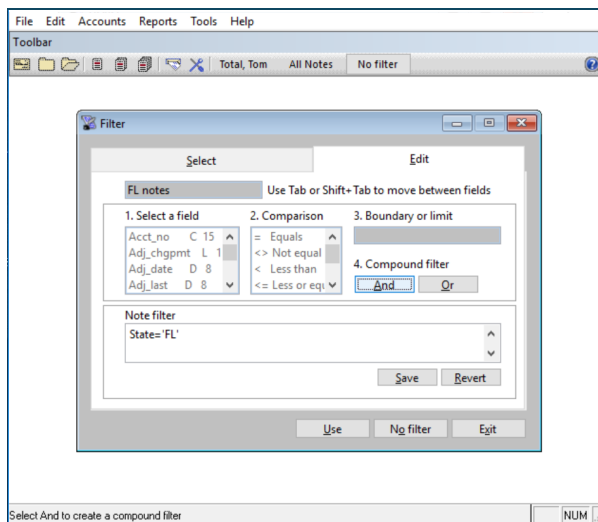 File Edit Accounts Reports Tools Help
Toolbar
Total, Tom All Notes No filter
Filter
Select Edit
FL notes Use Tab or Shift+Tab to move between fields
1. Select a field 2. Comparison 3. Boundary or limit
Acct_no C 15 = Equals
Adj_chgpmt L 1 <> Not equal
Adj_date D 8 < Less than 4. Compound filter
Adj_last D 8 <= Less or equ And Or
Note filter
State='FL'
Save Revert
Use No filter Exit
Select And to create a compound filter NUM